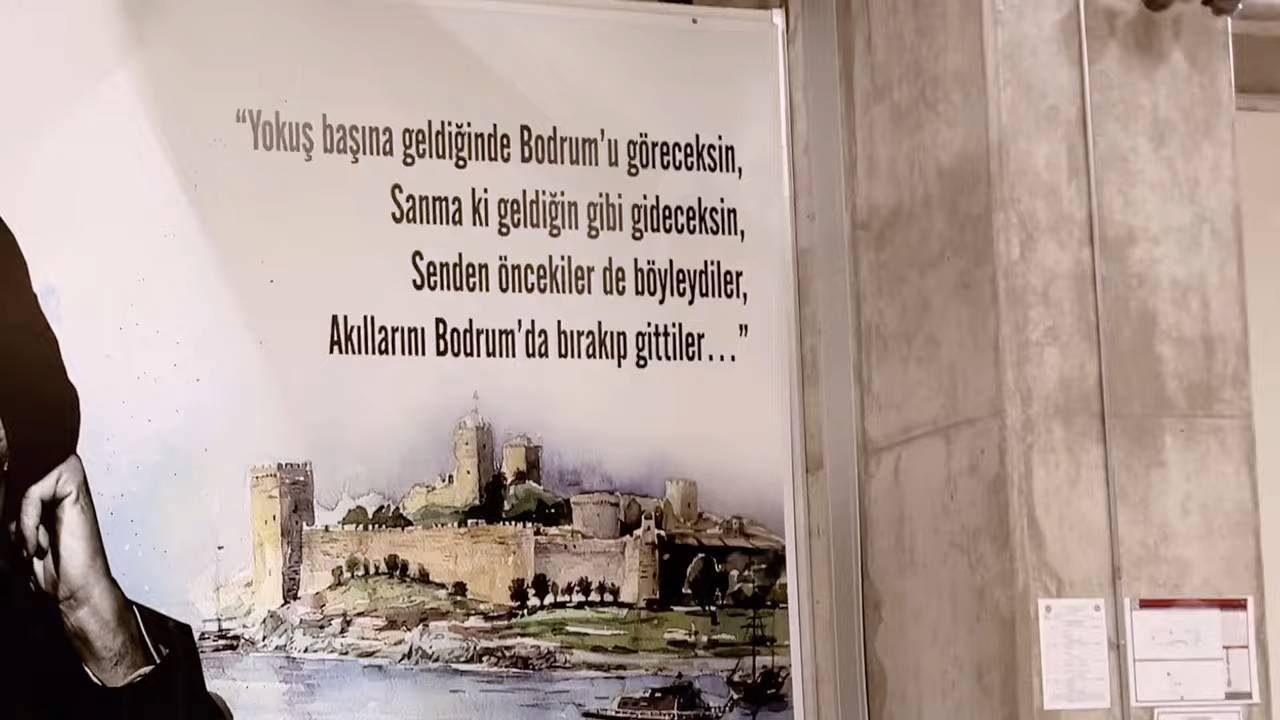 “Yokuş başına geldiğinde Bodrum’u göreceksin,
Sanma ki geldiğin gibi gideceksin,
Senden öncekiler de böyleydiler,
Akıllarını Bodrum’da bırakıp gittiler...”